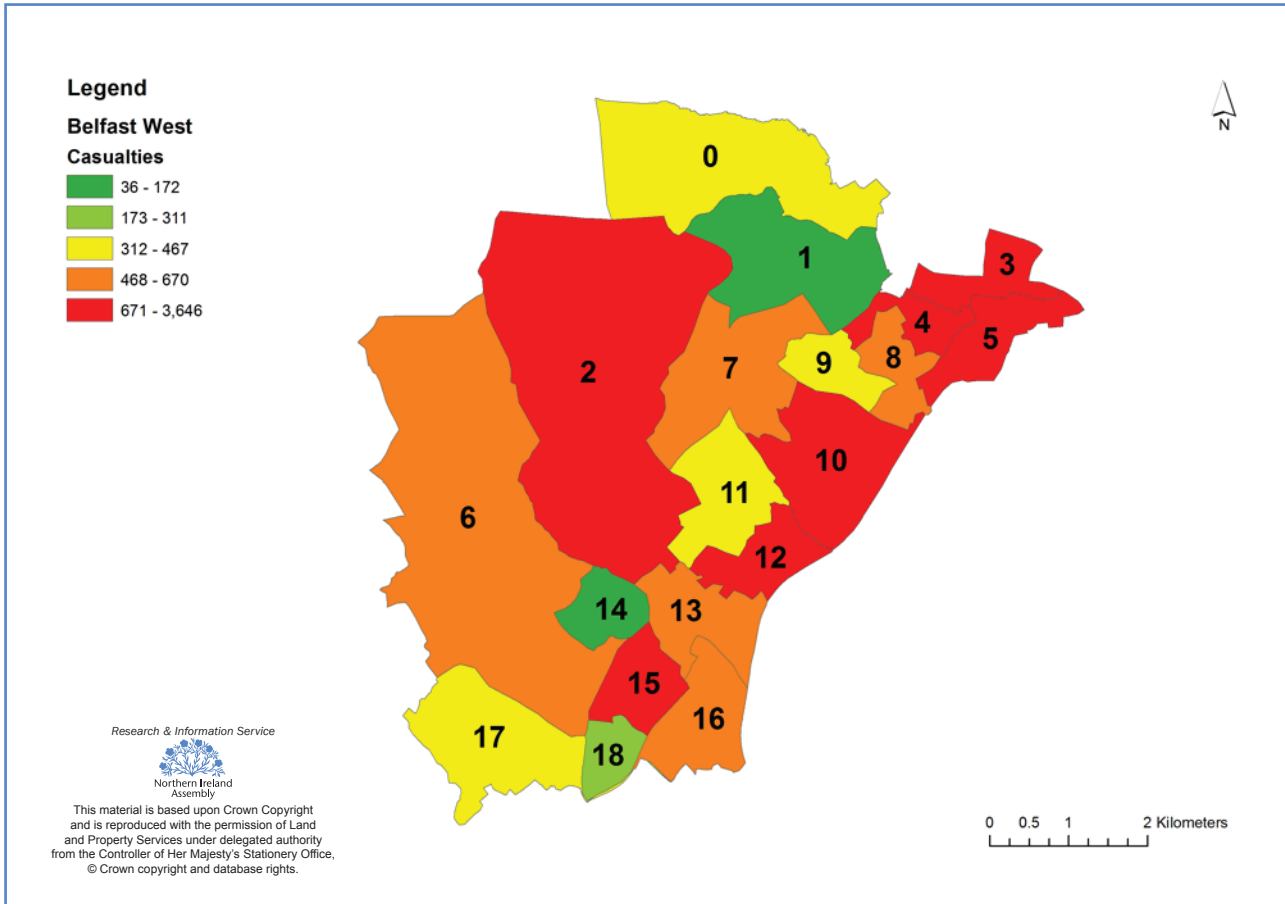 Legend
Belfast West
Casualties
36 - 172
173 - 311
312 - 467
468 - 670
671 - 3,646
N
0
1
2
3
4
5
6
7
8
9
10
11
12
13
14
15
16
17
18
Research & Information Service
Northern Ireland
Assembly
This material is based upon Crown Copyright
and is reproduced with the permission of Land
and Property Services under delegated authority
from the Controller of Her Majesty's Stationery Office,
© Crown copyright and database rights.
0 0.5 1 2 Kilometers